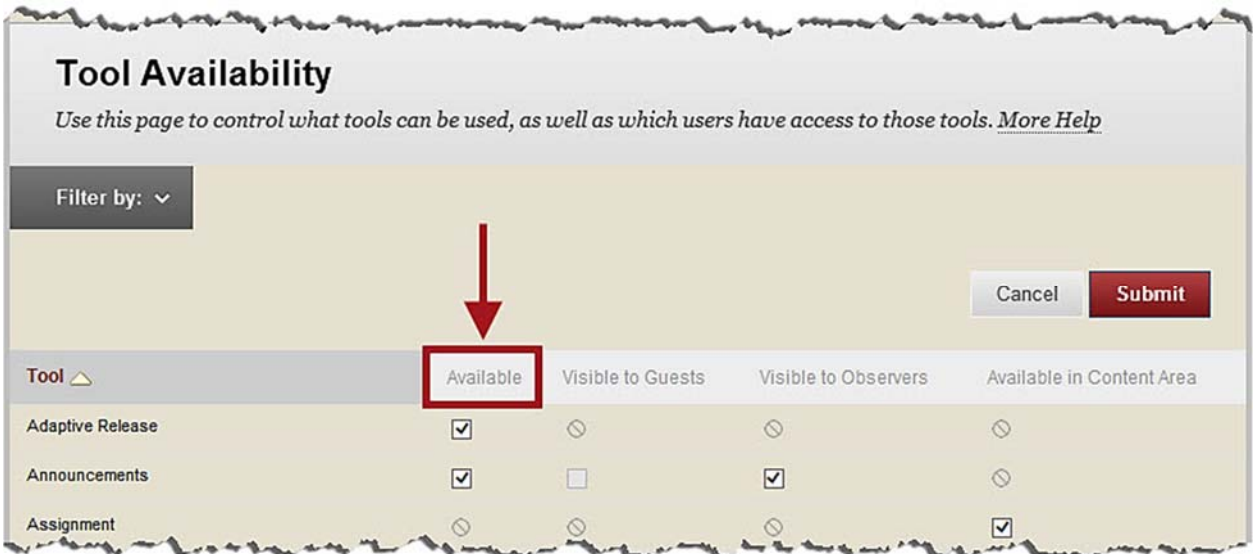 Tool Availability
Use this page to control what tools can be used, as well as which users have access to those tools. More Help
Filter by:
Cancel Submit
Tool Available Visible to Guests Visible to Observers Available in Content Area
Adaptive Release
Announcements
Assignment